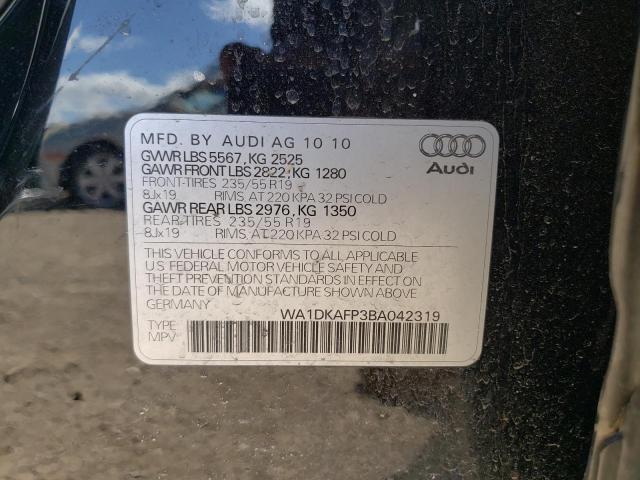 MFD. BY AUDI AG 10 10
GWWR LBS 5567, KG 2525
GAWR FRONT LBS 2822; KG 1280
FRONT-TIRES 235/55 R19
8Jx19 RIMS, AT 220 KPA 32 PSI COLD
GAWR REAR LBS 2976, KG 1350
REAR-TIRES 235/55 R19
8Jx19 RIMS, AT 220 KPA 32 PSI COLD
THIS VEHICLE CONFORMS TO ALL APPLICABLE
U.S. FEDERAL MOTOR VEHICLE SAFETY AND
THEFT PREVENTION STANDARDS IN EFFECT ON
THE DATE OF MANUFACTURE SHOWN ABOVE
GERMANY
WA1DKAFP3BA042319
TYPE
MPV
Audi